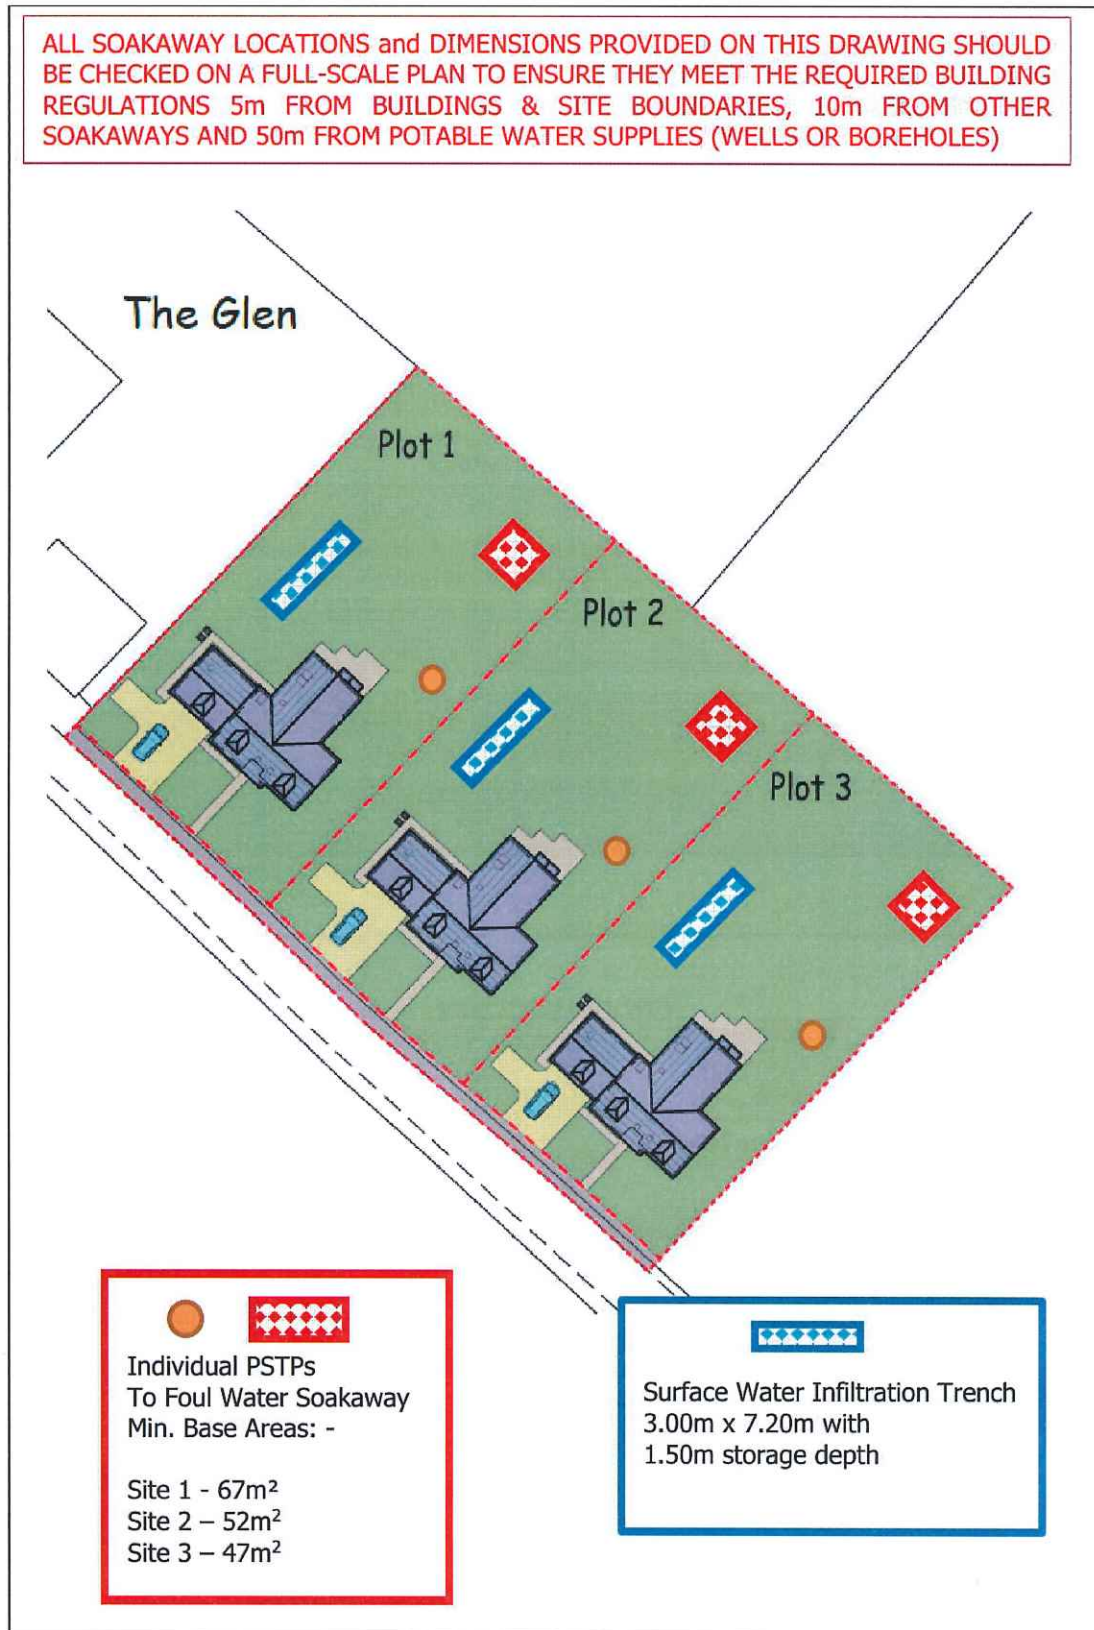 ALL SOAKAWAY LOCATIONS and DIMENSIONS PROVIDED ON THIS DRAWING SHOULD
BE CHECKED ON A FULL-SCALE PLAN TO ENSURE THEY MEET THE REQUIRED BUILDING
REGULATIONS 5m FROM BUILDINGS & SITE BOUNDARIES, 10m FROM OTHER
SOAKAWAYS AND 50m FROM POTABLE WATER SUPPLIES (WELLS OR BOREHOLES)
The Glen
Plot 1
Plot 2
Plot 3
Individual PSTPs
To Foul Water Soakaway
Min. Base Areas: -
Site 1 - 67m²
Site 2 – 52m²
Site 3 – 47m²
Surface Water Infiltration Trench
3.00m x 7.20m with
1.50m storage depth